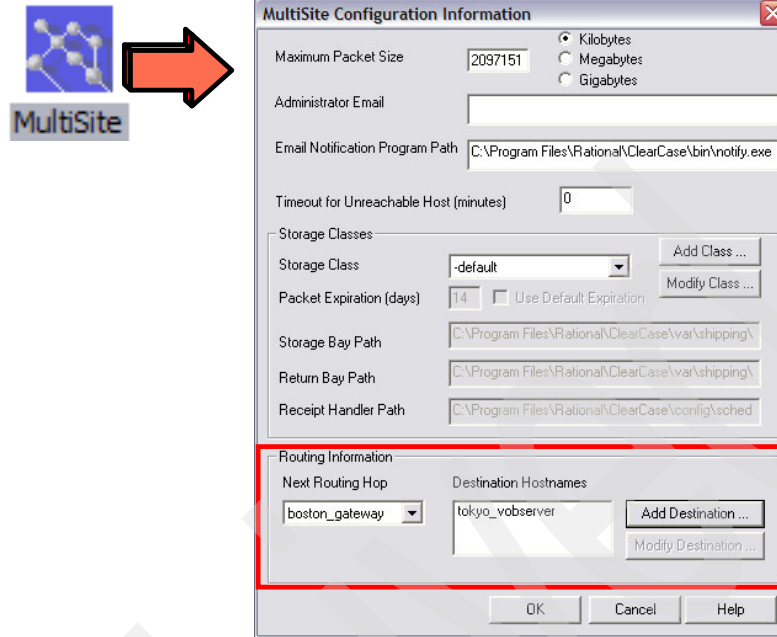 MultiSite
MultiSite Configuration Information
Maximum Packet Size
2097151
Kilobytes
Megabytes
Gigabytes
Administrator Email
Email Notification Program Path
C:\Program Files\Rational\ClearCase\bin\notify.exe
Timeout for Unreachable Host (minutes)
0
Storage Classes
Storage Class
-default
Add Class ...
Packet Expiration (days)
14
Use Default Expiration
Modify Class ...
Storage Bay Path
C:\Program Files\Rational\ClearCase\var\shipping\
Return Bay Path
C:\Program Files\Rational\ClearCase\var\shipping\
Receipt Handler Path
C:\Program Files\Rational\ClearCase\config\sched
Routing Information
Next Routing Hop
Destination Hostnames
boston_gateway
tokyo_vobserver
Add Destination ...
Modify Destination ...
OK
Cancel
Help